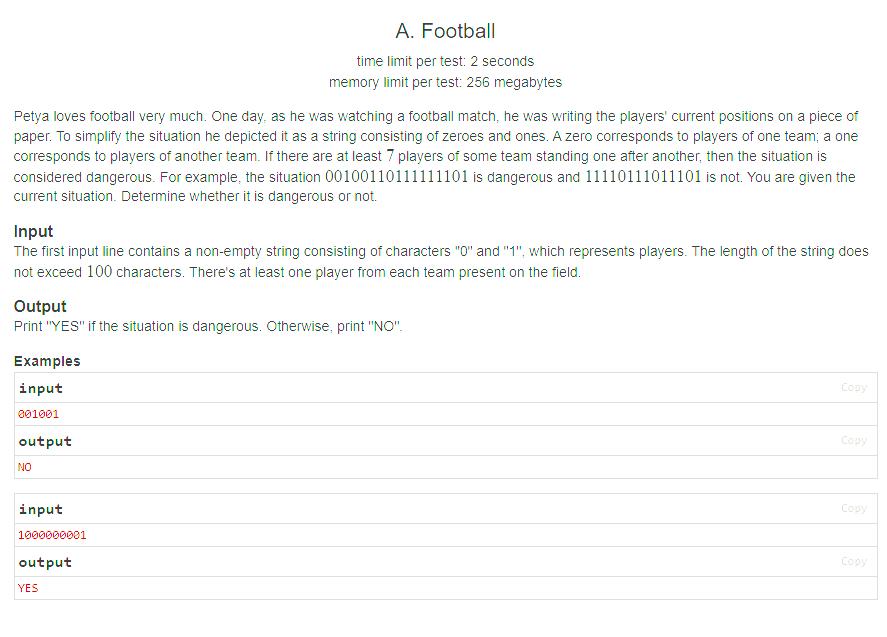 A. Football
time limit per test: 2 seconds
memory limit per test: 256 megabytes
Petya loves football very much. One day, as he was watching a football match, he was writing the players' current positions on a piece of
paper. To simplify the situation he depicted it as a string consisting of zeroes and ones. A zero corresponds to players of one team; a one
corresponds to players of another team. If there are at least 7 players of some team standing one after another, then the situation is
considered dangerous. For example, the situation 00100110111111101 is dangerous and 11110111011101 is not. You are given the
current situation. Determine whether it is dangerous or not.
Input
The first input line contains a non-empty string consisting of characters "0" and "1", which represents players. The length of the string does
not exceed 100 characters. There's at least one player from each team present on the field.
Output
Print "YES" if the situation is dangerous. Otherwise, print "NO".
Examples
input Copy
001001
output Copy
NO
input Copy
1000000001
output Copy
YES